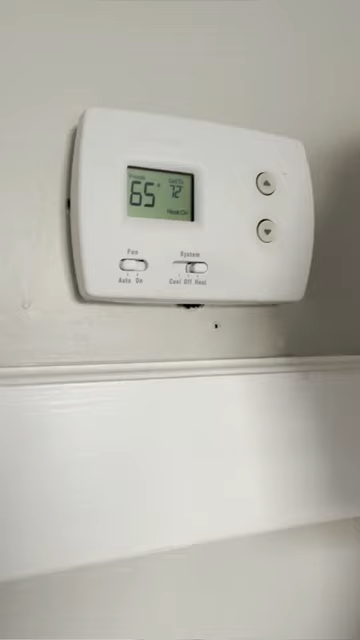 Inside Set To
65° 72°
Heat On
Fan System
Auto On Cool Off Heat